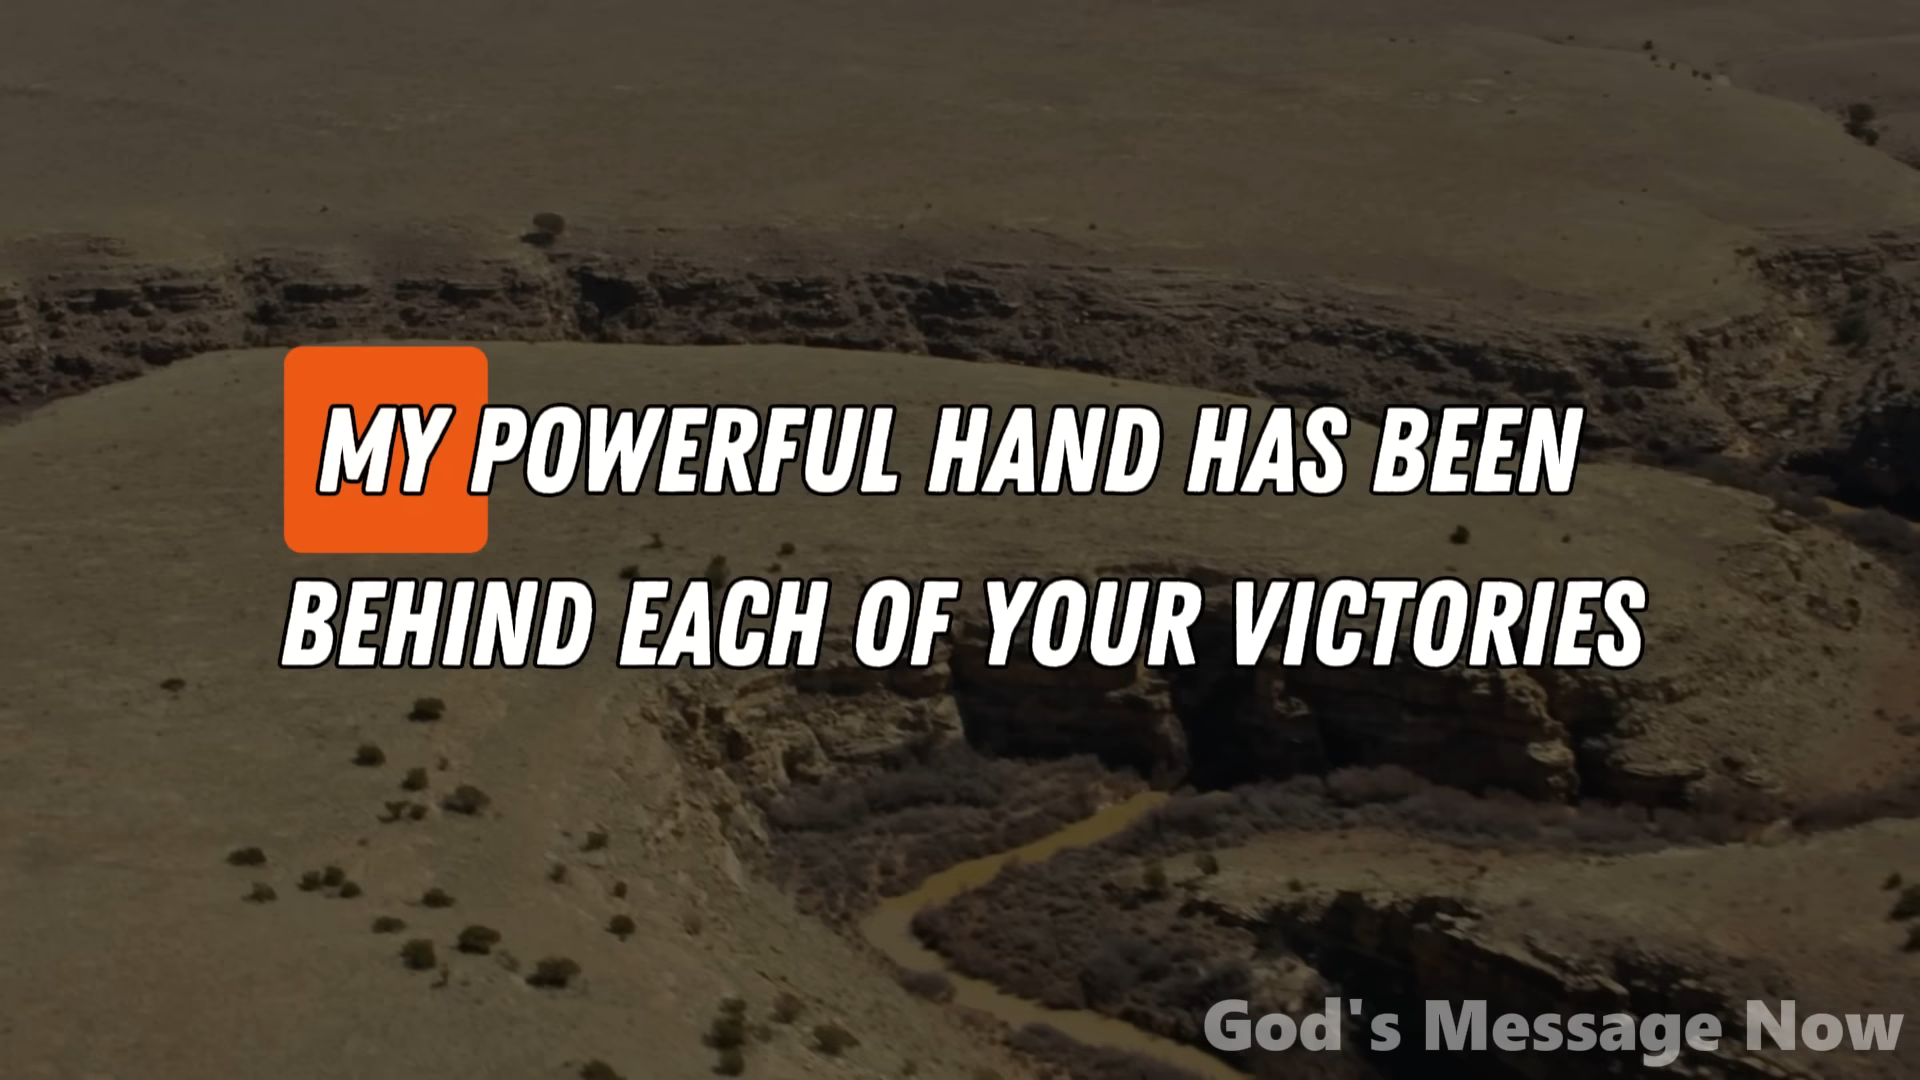 MY POWERFUL HAND HAS BEEN
BEHIND EACH OF YOUR VICTORIES
God's Message Now